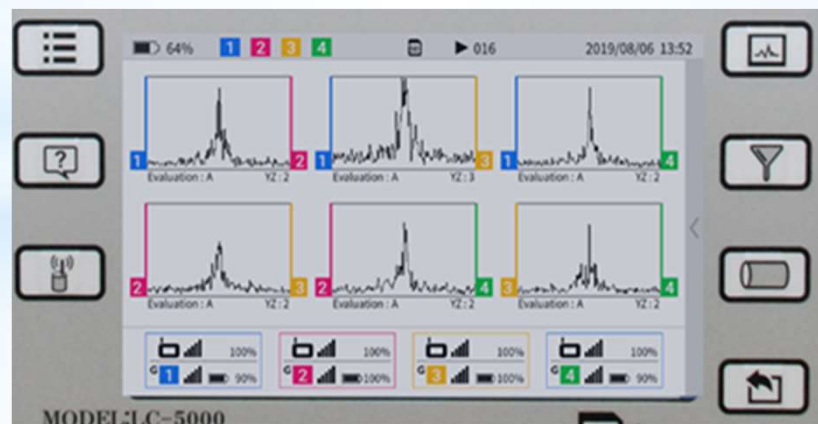 64% 1 2 3 4 016 2019/08/06 13:52
1 2 1 3 1 4
Evaluation : A YZ : 2 Evaluation : A YZ : 3 Evaluation : A YZ : 2
2 3 2 4 3 4
Evaluation : A YZ : 2 Evaluation : A YZ : 2 Evaluation : A YZ : 2
100% 100% 100% 100%
G 1 90% G 2 100% G 3 100% G 4 90%
?
MODEL:LC-5000